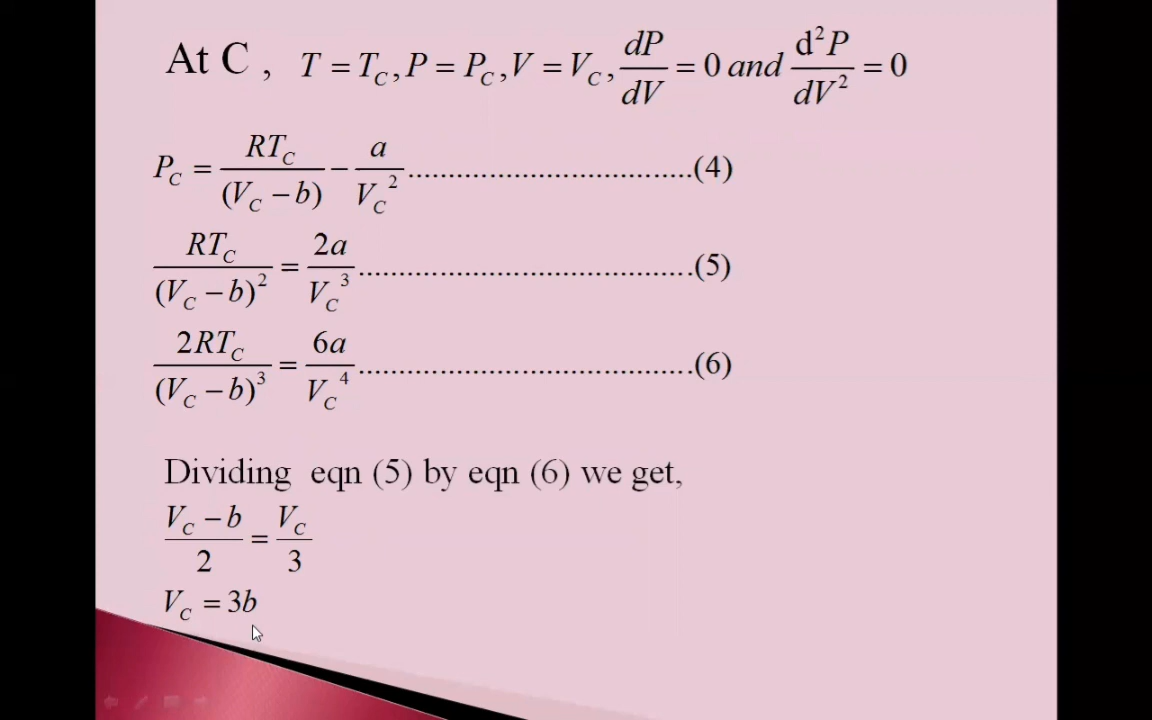 At C , T = T_C, P = P_C, V = V_C, dP/dV = 0 and d²P/dV² = 0
P_C = RT_C/(V_C − b) − a/V_C² ..................................(4)
RT_C/(V_C − b)² = 2a/V_C³ ........................................(5)
2RT_C/(V_C − b)³ = 6a/V_C⁴ ........................................(6)
Dividing eqn (5) by eqn (6) we get,
(V_C − b)/2 = V_C/3
V_C = 3b